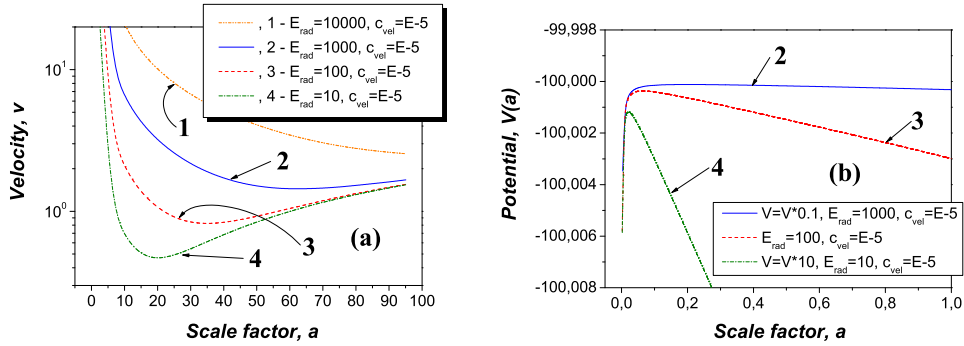 , 1 - E_rad=10000, c_vel=E-5
, 2 - E_rad=1000, c_vel=E-5
, 3 - E_rad=100, c_vel=E-5
, 4 - E_rad=10, c_vel=E-5
Velocity, v
10^1
10^0
1
2
3
4
(a)
0 10 20 30 40 50 60 70 80 90 100
Scale factor, a
Potential, V(a)
-99,998
-100,000
-100,002
-100,004
-100,006
-100,008
2
3
4
(b)
V=V*0.1, E_rad=1000, c_vel=E-5
E_rad=100, c_vel=E-5
V=V*10, E_rad=10, c_vel=E-5
0,0 0,2 0,4 0,6 0,8 1,0
Scale factor, a